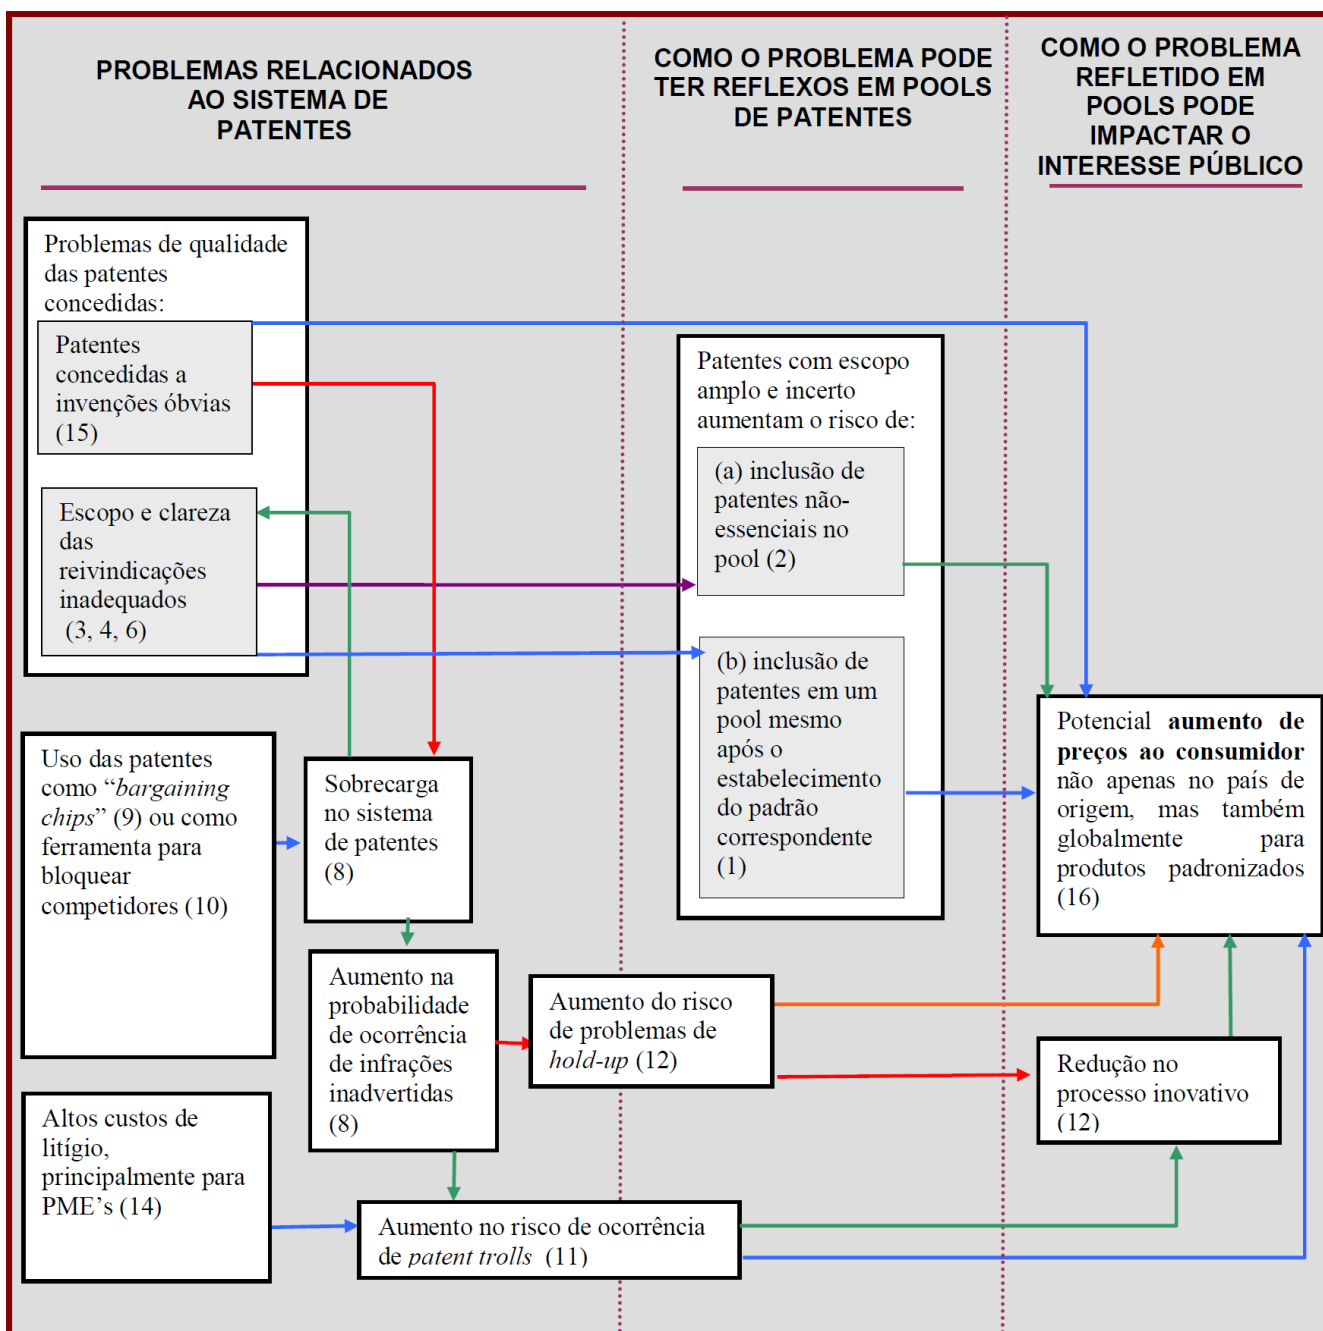 PROBLEMAS RELACIONADOS
AO SISTEMA DE
PATENTES
COMO O PROBLEMA PODE
TER REFLEXOS EM POOLS
DE PATENTES
COMO O PROBLEMA
REFLETIDO EM
POOLS PODE
IMPACTAR O
INTERESSE PÚBLICO
Problemas de qualidade
das patentes
concedidas:
Patentes
concedidas a
invenções óbvias
(15)
Escopo e clareza
das
reivindicações
inadequados
(3, 4, 6)
Patentes com escopo
amplo e incerto
aumentam o risco de:
(a) inclusão de
patentes não-
essenciais no
pool (2)
(b) inclusão de
patentes em um
pool mesmo
após o
estabelecimento
do padrão
correspondente
(1)
Potencial aumento de
preços ao consumidor
não apenas no país de
origem, mas também
globalmente para
produtos padronizados
(16)
Uso das patentes
como “bargaining
chips” (9) ou como
ferramenta para
bloquear
competidores (10)
Sobrecarga
no sistema
de patentes
(8)
Aumento na
probabilidade
de ocorrência
de infrações
inadvertidas
(8)
Aumento do risco
de problemas de
hold-up (12)
Redução no
processo inovativo
(12)
Altos custos de
litígio,
principalmente para
PME’s (14)
Aumento no risco de ocorrência
de patent trolls (11)